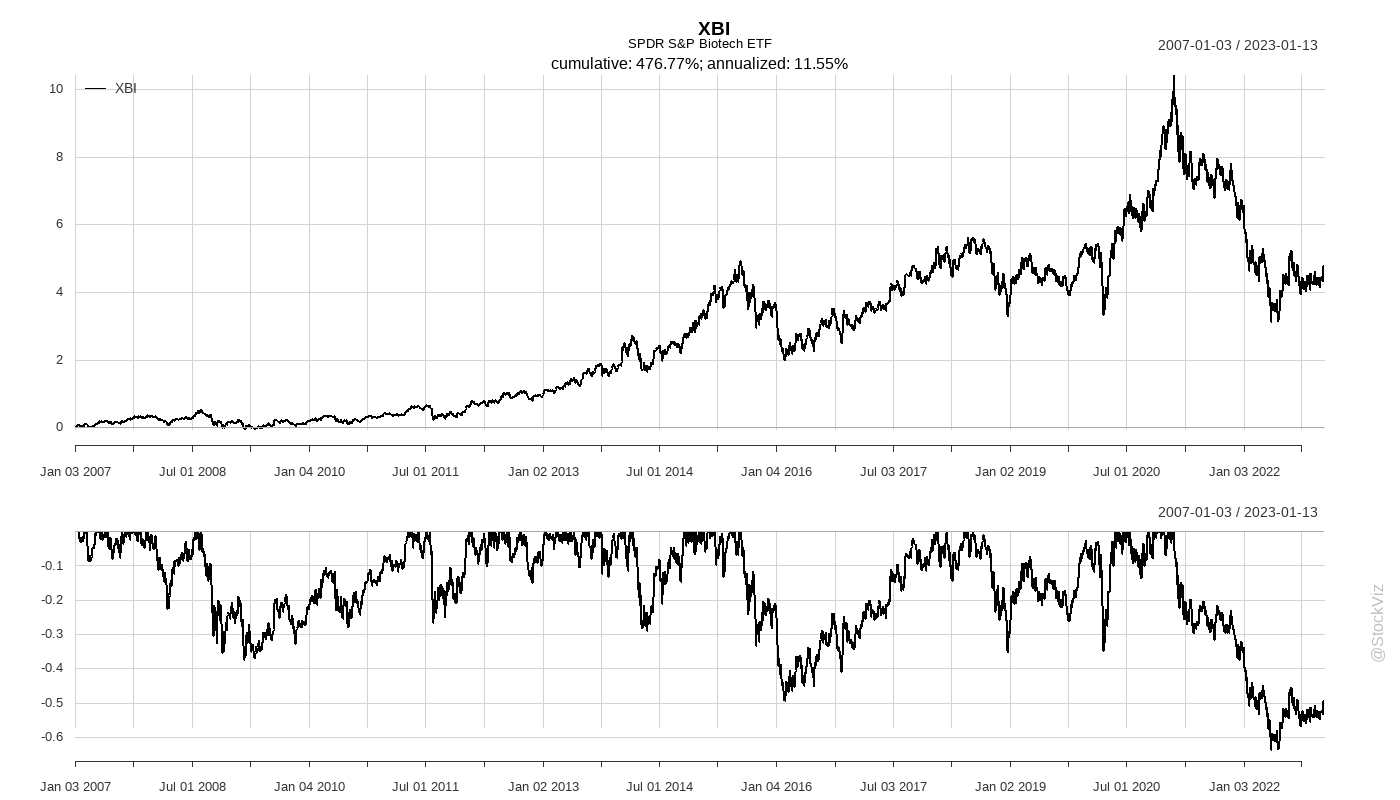 XBI
SPDR S&P Biotech ETF
2007-01-03 / 2023-01-13
cumulative: 476.77%; annualized: 11.55%
XBI
10
8
6
4
2
0
Jan 03 2007
Jul 01 2008
Jan 04 2010
Jul 01 2011
Jan 02 2013
Jul 01 2014
Jan 04 2016
Jul 03 2017
Jan 02 2019
Jul 01 2020
Jan 03 2022
2007-01-03 / 2023-01-13
-0.1
-0.2
-0.3
-0.4
-0.5
-0.6
Jan 03 2007
Jul 01 2008
Jan 04 2010
Jul 01 2011
Jan 02 2013
Jul 01 2014
Jan 04 2016
Jul 03 2017
Jan 02 2019
Jul 01 2020
Jan 03 2022
@StockViz